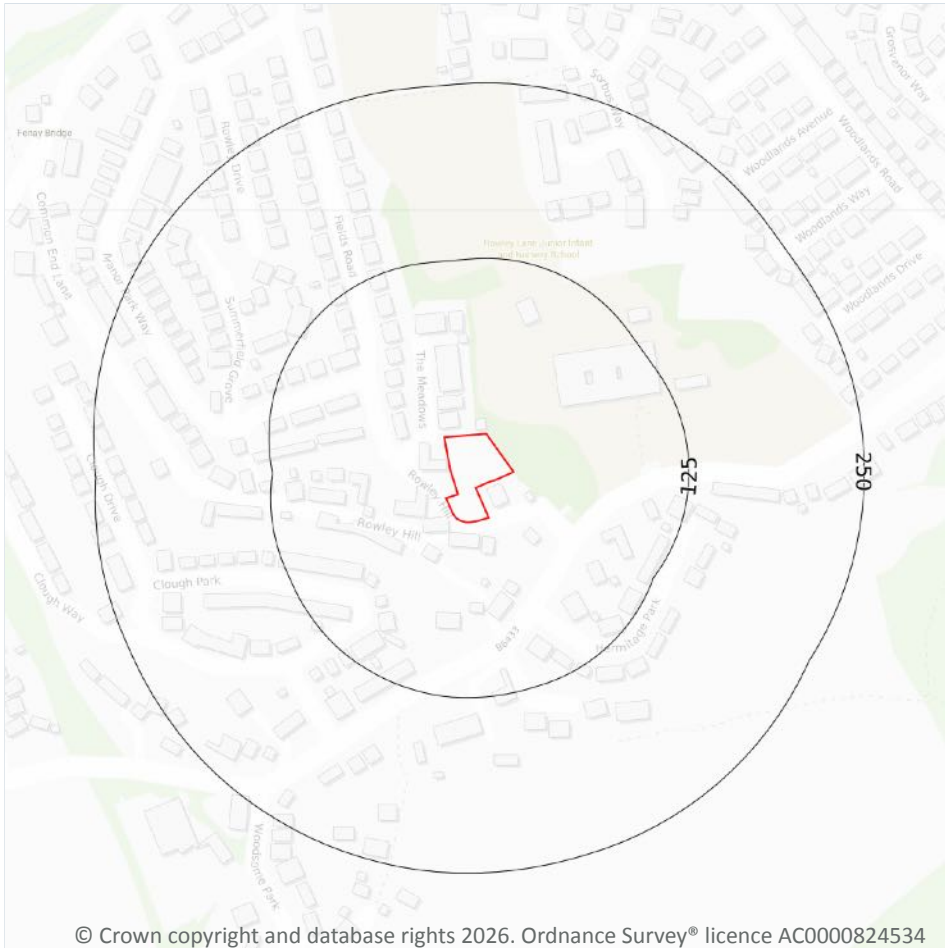 Grosvenor Way
Sorbus Way
Fenay Bridge
Rowley Drive
Woodlands Avenue
Woodlands Road
Woodlands Way
Common End Lane
Fields Road
Rowley Lane Junior Infant
and Nursery School
Manor Park Way
Woodlands Drive
Summerfield Grove
The Meadows
Clough Drive
125
250
Rowley Hill
Rowley Hill
Clough Park
Clough Way
B6433
Hermitage Park
Woodsome Park
© Crown copyright and database rights 2026. Ordnance Survey® licence AC0000824534